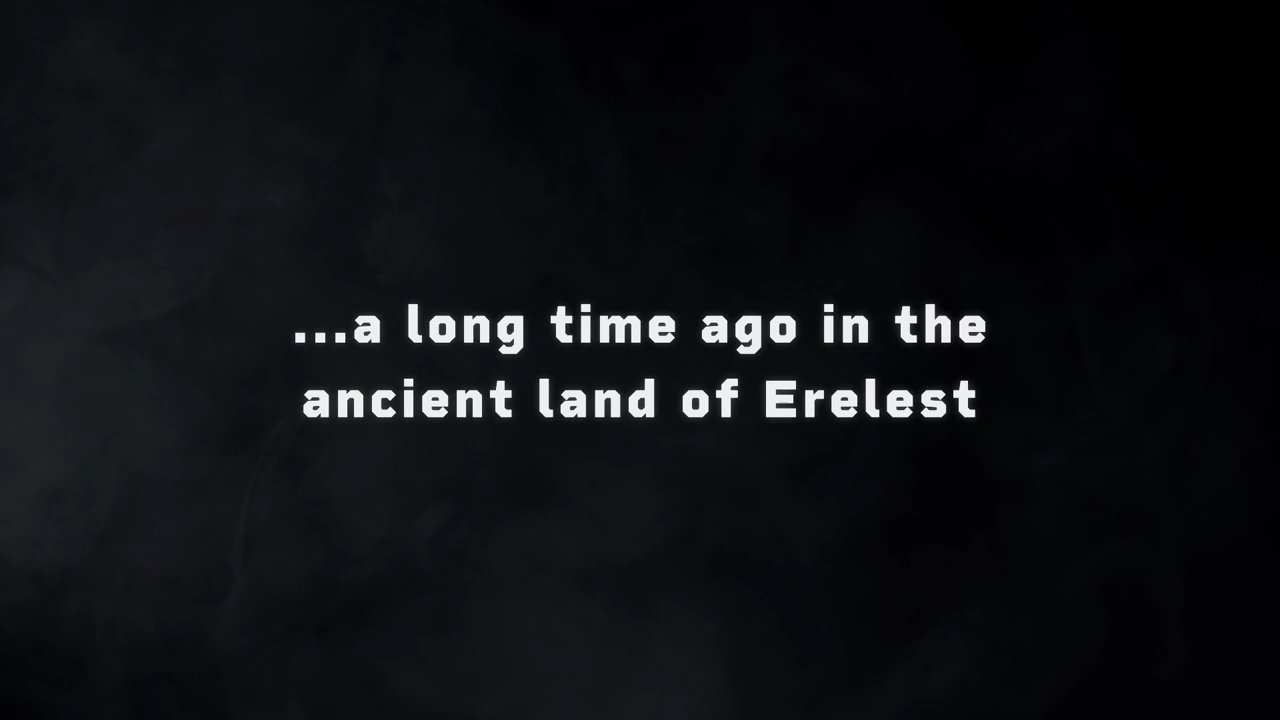 ...a long time ago in the
ancient land of Erelest